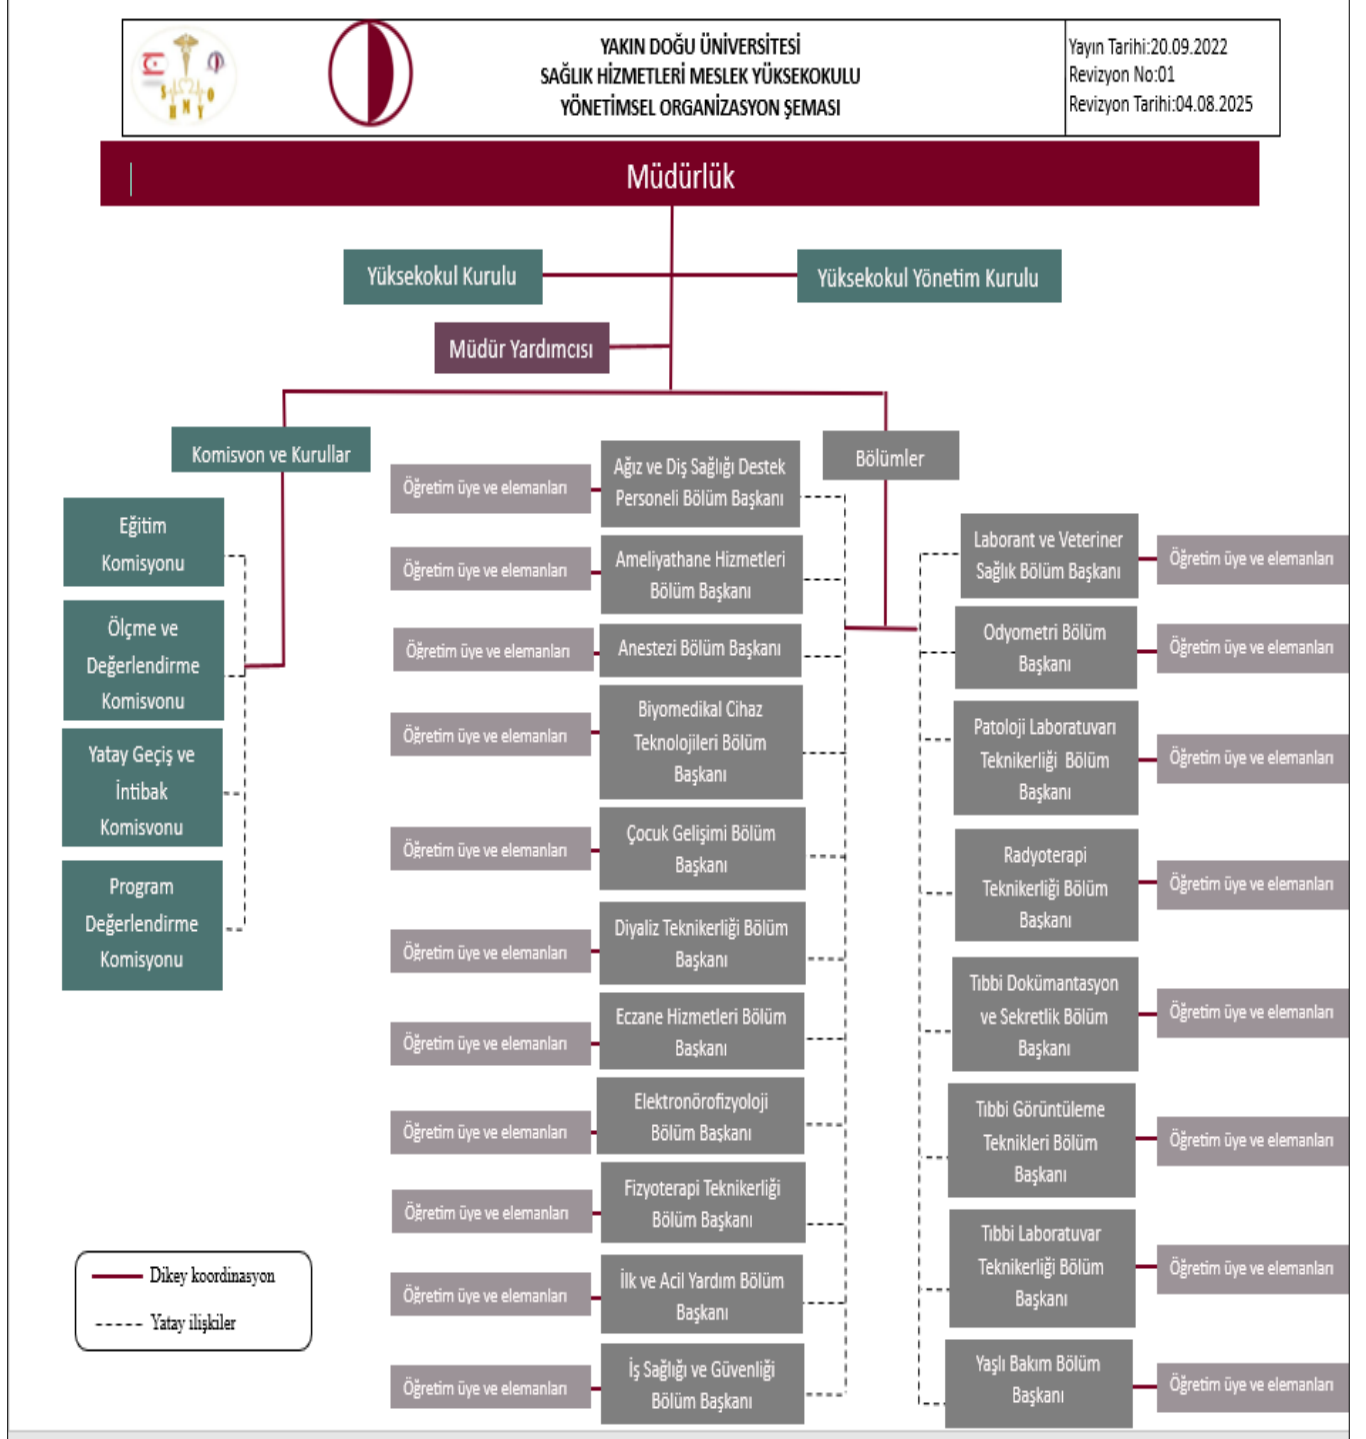 YAKIN DOĞU ÜNİVERSİTESİ
SAĞLIK HİZMETLERİ MESLEK YÜKSEKOKULU
YÖNETİMSEL ORGANİZASYON ŞEMASI
Yayın Tarihi:20.09.2022
Revizyon No:01
Revizyon Tarihi:04.08.2025
S H M Y O
Müdürlük
Yüksekokul Kurulu
Yüksekokul Yönetim Kurulu
Müdür Yardımcısı
Komisvon ve Kurullar
Bölümler
Eğitim
Komisyonu
Ölçme ve
Değerlendirme
Komisvonu
Yatay Geçiş ve
İntibak
Komisvonu
Program
Değerlendirme
Komisyonu
Öğretim üye ve elemanları
Ağız ve Diş Sağlığı Destek
Personeli Bölüm Başkanı
Öğretim üye ve elemanları
Ameliyathane Hizmetleri
Bölüm Başkanı
Öğretim üye ve elemanları
Anestezi Bölüm Başkanı
Öğretim üye ve elemanları
Biyomedikal Cihaz
Teknolojileri Bölüm
Başkanı
Öğretim üye ve elemanları
Çocuk Gelişimi Bölüm
Başkanı
Öğretim üye ve elemanları
Diyaliz Teknikerliği Bölüm
Başkanı
Öğretim üye ve elemanları
Eczane Hizmetleri Bölüm
Başkanı
Öğretim üye ve elemanları
Elektronörofizyoloji
Bölüm Başkanı
Öğretim üye ve elemanları
Fizyoterapi Teknikerliği
Bölüm Başkanı
Öğretim üye ve elemanları
İlk ve Acil Yardım Bölüm
Başkanı
Öğretim üye ve elemanları
İş Sağlığı ve Güvenliği
Bölüm Başkanı
Laborant ve Veteriner
Sağlık Bölüm Başkanı
Öğretim üye ve elemanları
Odyometri Bölüm
Başkanı
Öğretim üye ve elemanları
Patoloji Laboratuvarı
Teknikerliği Bölüm
Başkanı
Öğretim üye ve elemanları
Radyoterapi
Teknikerliği Bölüm
Başkanı
Öğretim üye ve elemanları
Tıbbi Dokümantasyon
ve Sekretlik Bölüm
Başkanı
Öğretim üye ve elemanları
Tıbbi Görüntüleme
Teknikleri Bölüm
Başkanı
Öğretim üye ve elemanları
Tıbbi Laboratuvar
Teknikerliği Bölüm
Başkanı
Öğretim üye ve elemanları
Yaşlı Bakım Bölüm
Başkanı
Öğretim üye ve elemanları
Dikey koordinasyon
Yatay ilişkiler